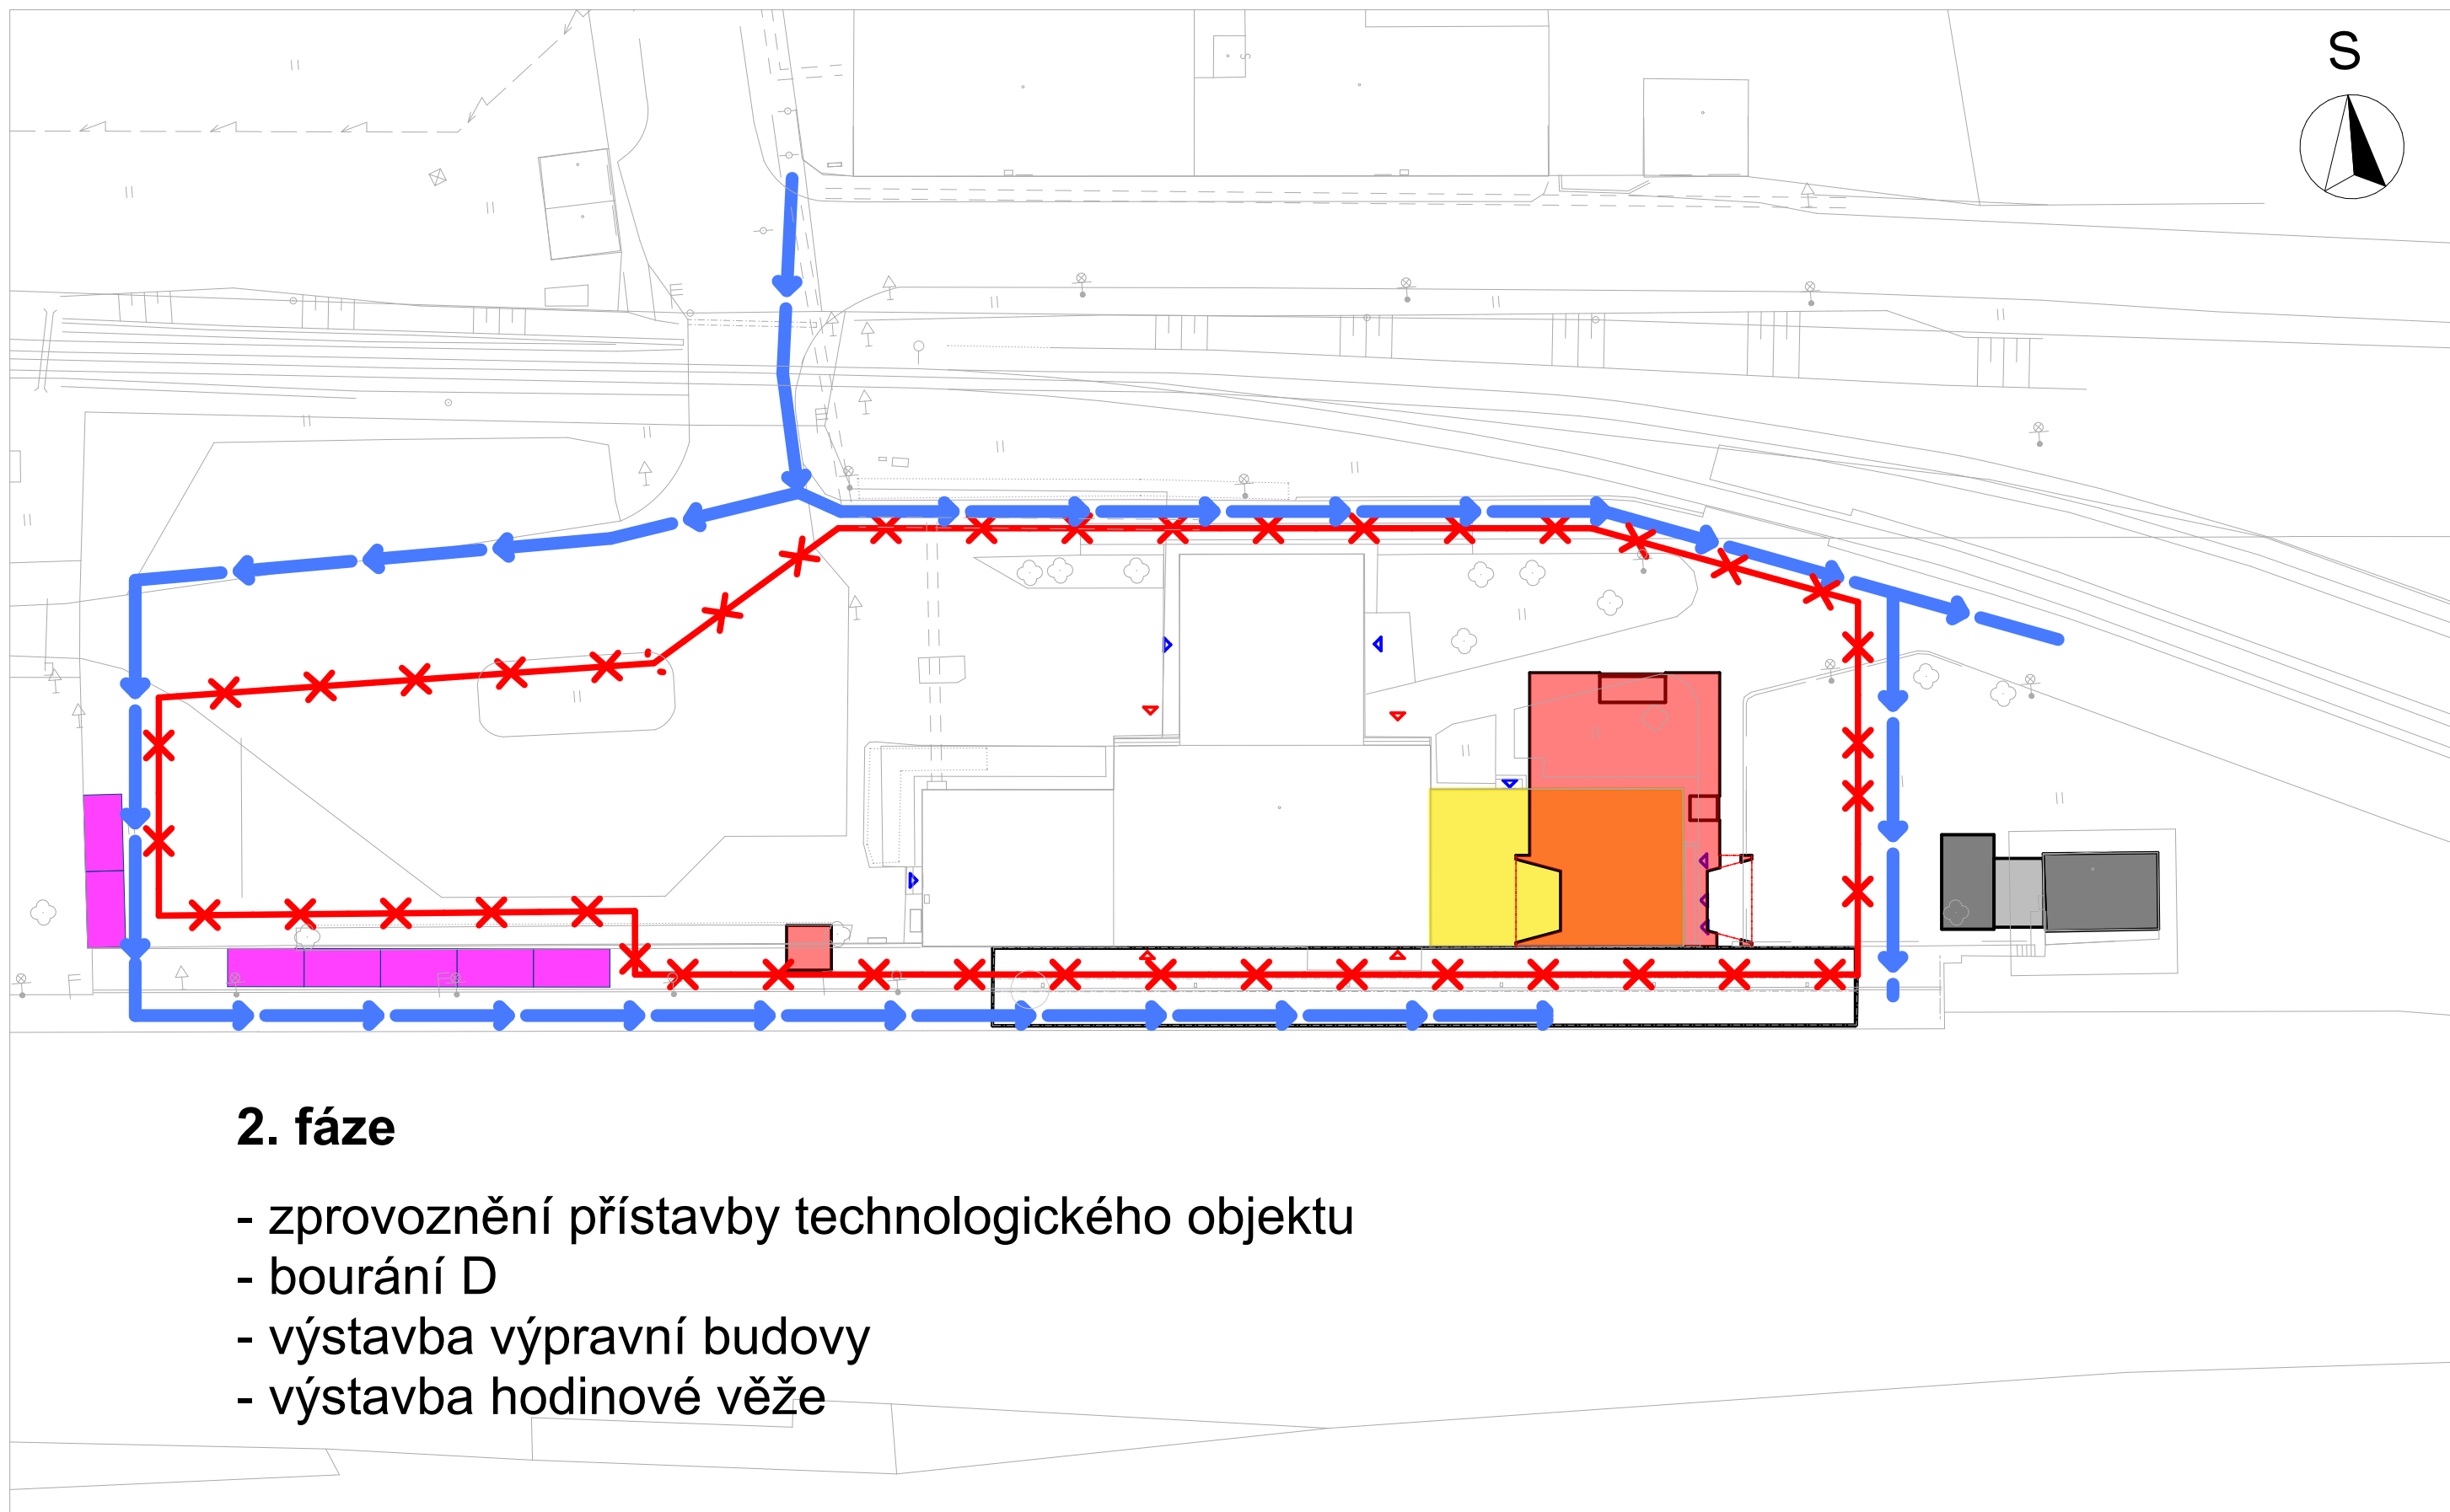 S
2. fáze
- zprovoznění přístavby technologického objektu
- bourání D
- výstavba výpravní budovy
- výstavba hodinové věže